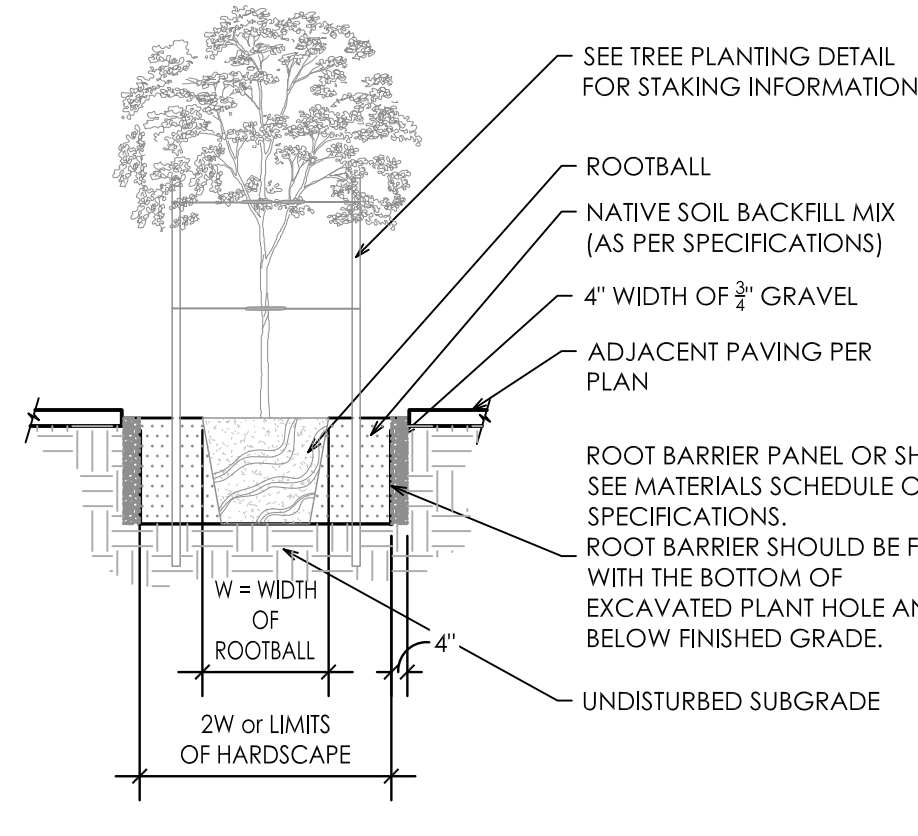 SEE TREE PLANTING DETAIL
FOR STAKING INFORMATION
ROOTBALL
NATIVE SOIL BACKFILL MIX
(AS PER SPECIFICATIONS)
4" WIDTH OF 3/4" GRAVEL
ADJACENT PAVING PER
PLAN
ROOT BARRIER PANEL OR
SEE MATERIALS SCHEDULE
SPECIFICATIONS.
ROOT BARRIER SHOULD BE
WITH THE BOTTOM OF
EXCAVATED PLANT HOLE
BELOW FINISHED GRADE.
UNDISTURBED SUBGRADE
W = WIDTH
OF
ROOTBALL
4"
2W or LIMITS
OF HARDSCAPE